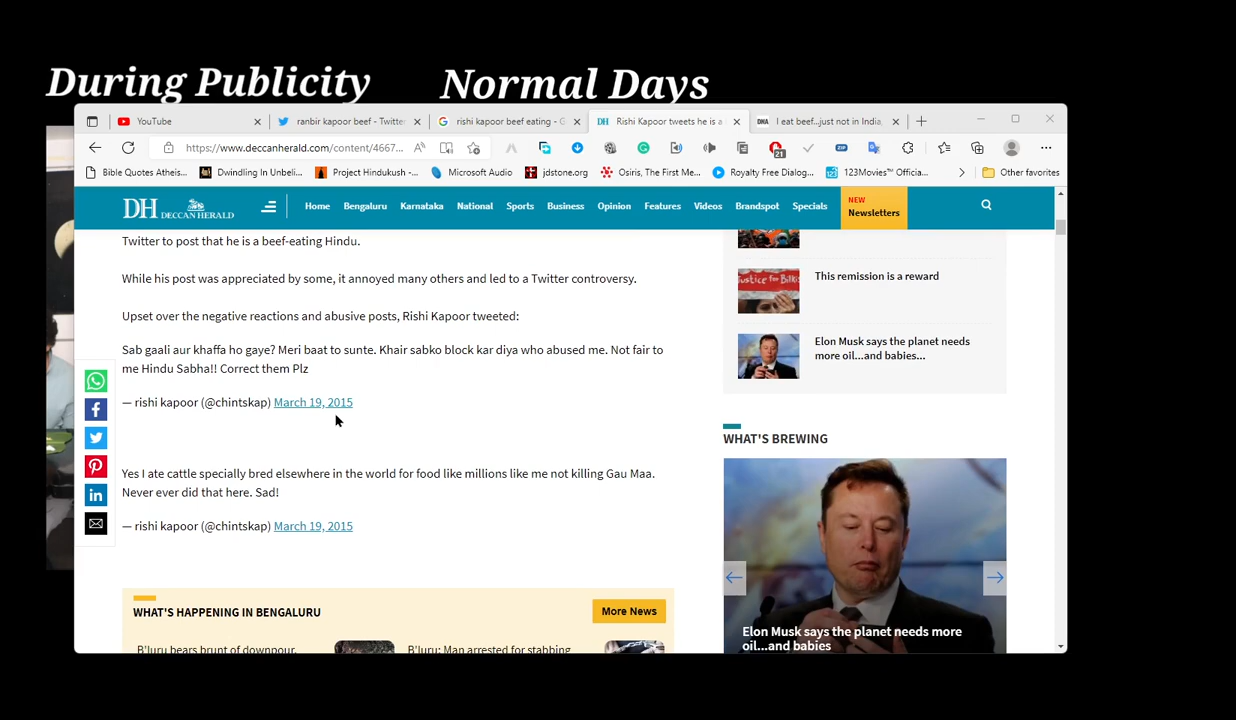 During Publicity
Normal Days
YouTube
ranbir kapoor beef - Twitte
rishi kapoor beef eating - G
DH
Rishi Kapoor tweets he is a
DNA
I eat beef...just not in India,
https://www.deccanherald.com/content/4667...
21
ZIP
Bible Quotes Atheis...
Dwindling In Unbeli...
Project Hindukush -...
Microsoft Audio
jdstone.org
Osiris, The First Me...
Royalty Free Dialog...
123Movies™ Officia...
Other favorites
DH DECCAN HERALD
Home
Bengaluru
Karnataka
National
Sports
Business
Opinion
Features
Videos
Brandspot
Specials
NEW
Newsletters
Twitter to post that he is a beef-eating Hindu.
While his post was appreciated by some, it annoyed many others and led to a Twitter controversy.
Upset over the negative reactions and abusive posts, Rishi Kapoor tweeted:
Sab gaali aur khaffa ho gaye? Meri baat to sunte. Khair sabko block kar diya who abused me. Not fair to
me Hindu Sabha!! Correct them Plz
— rishi kapoor (@chintskap) March 19, 2015
Yes I ate cattle specially bred elsewhere in the world for food like millions like me not killing Gau Maa.
Never ever did that here. Sad!
— rishi kapoor (@chintskap) March 19, 2015
WHAT'S HAPPENING IN BENGALURU
More News
B'luru bears brunt of downpour,
B'luru: Man arrested for stabbing
This remission is a reward
Elon Musk says the planet needs
more oil...and babies...
WHAT'S BREWING
Elon Musk says the planet needs more
oil...and babies